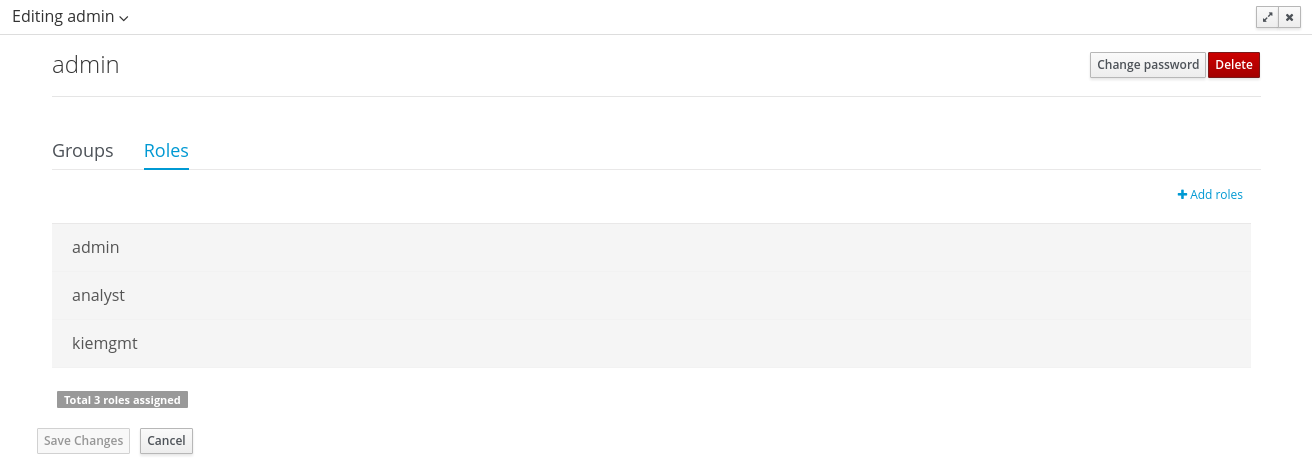 Editing admin
admin
Change password Delete
Groups Roles
Add roles
admin
analyst
kiemgmt
Total 3 roles assigned
Save Changes Cancel